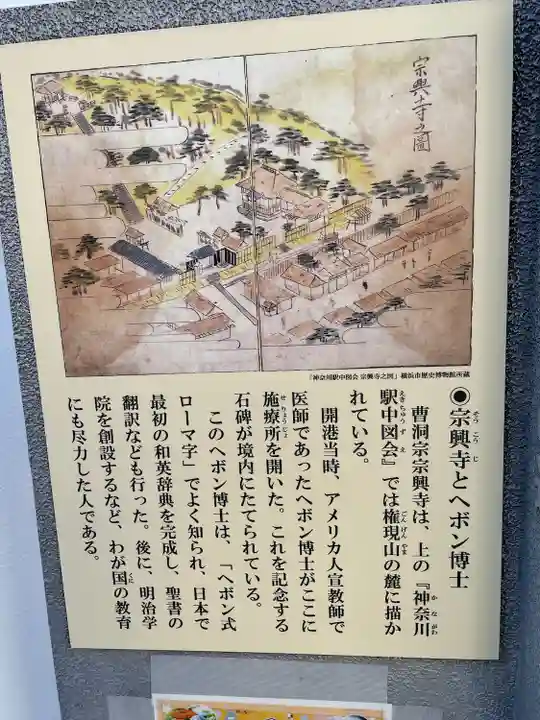 宗興寺之圖
『神奈川駅中図会 宗興寺之図』横浜市歴史博物館所蔵
◉宗興寺とヘボン博士
曹洞宗宗興寺は、上の『神奈川
駅中図会』では権現山の麓に描か
れている。
開港当時、アメリカ人宣教師で
医師であったヘボン博士がここに
施療所を開いた。これを記念する
石碑が境内にたてられている。
このヘボン博士は、「ヘボン式
ローマ字」でよく知られ、日本で
最初の和英辞典を完成し、聖書の
翻訳なども行った。後に、明治学
院を創設するなど、わが国の教育
にも尽力した人である。